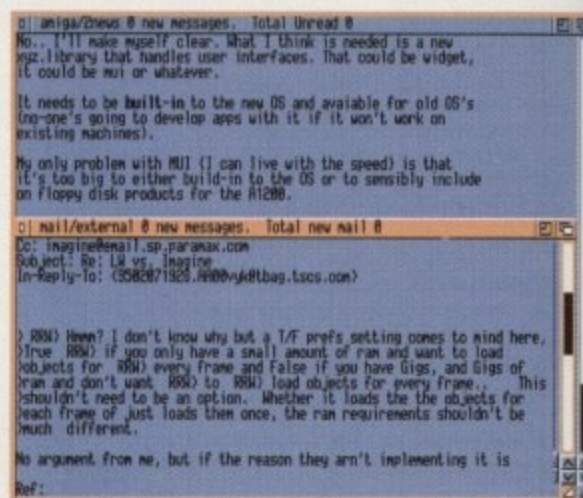 amiga/2news 0 new messages. Total Unread 0
No.. I'll make myself clear. What I think is needed is a new
xyz.library that handles user interfaces. That could be widget,
it could be mui or whatever.
It needs to be built-in to the new OS and avaiable for old OS's
(no-one's going to develop apps with it if it won't work on
existing machines).
My only problem with MUI (I can live with the speed) is that
it's too big to either build-in to the OS or to sensibly include
on floppy disk products for the A1200.
mail/external 0 new messages. Total new mail 0
Cc: imagine@email.sp.paramax.com
Subject: Re: LW vs. Imagine
In-Reply-To: <9502071928.AA00vyk@tbag.tscs.com>
> RRW> Hmmm? I don't know why but a T/F prefs setting comes to mind here,
>True RRW> if you only have a small amount of ram and want to load
>objects for RRW> every frame and False if you have Gigs, and Gigs of
>ram and don't want RRW> to RRW> load objects for every frame.. This
>shouldn't need to be an option. Whether it loads the the objects for
>each frame of just loads them once, the ram requirements shouldn't be
>much different.
No argument from me, but if the reason they arn't implementing it is
Ref: